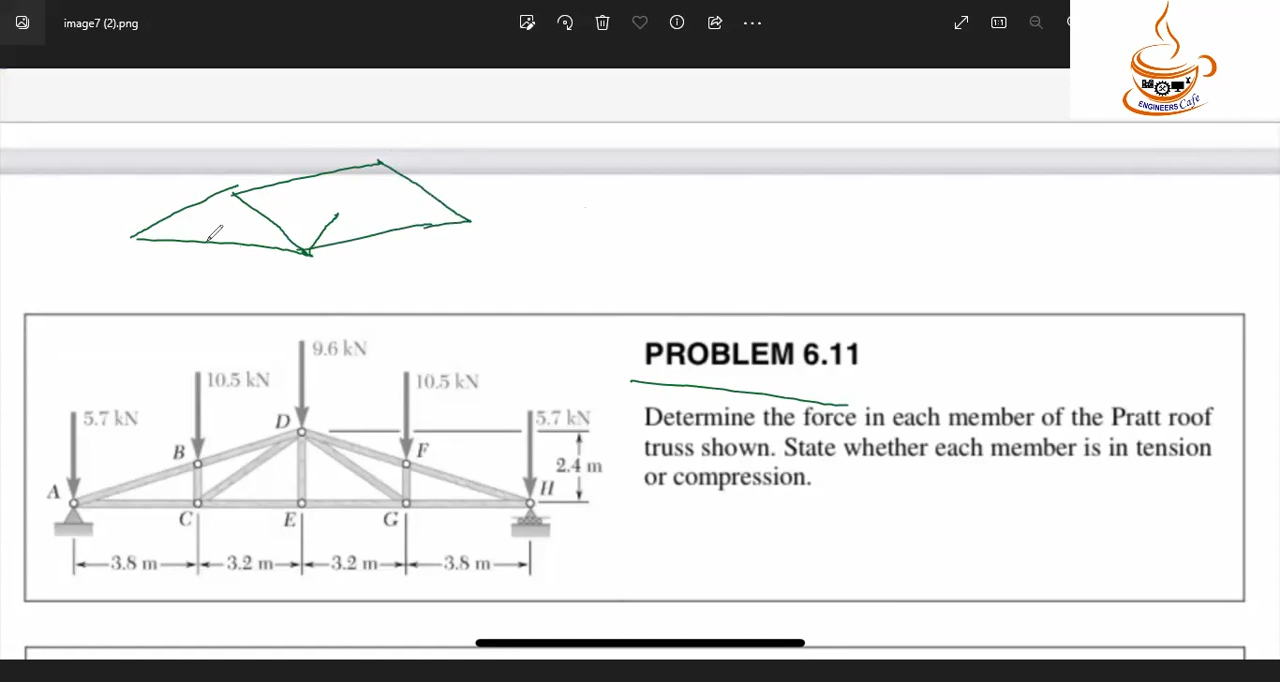 image7 (2).png
1:1
ENGINEERS Cafe
9.6 kN
10.5 kN
10.5 kN
5.7 kN
5.7 kN
D
B
F
2.4 m
A
H
C
E
G
3.8 m
3.2 m
3.2 m
3.8 m
PROBLEM 6.11
Determine the force in each member of the Pratt roof
truss shown. State whether each member is in tension
or compression.